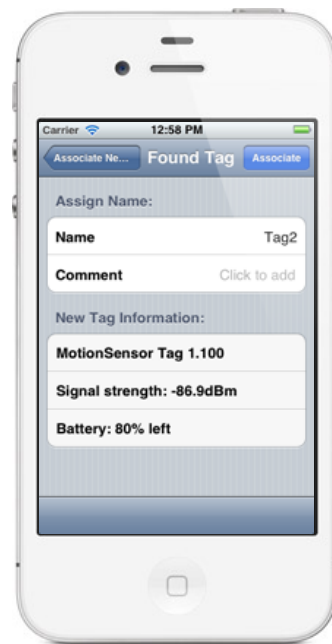 Carrier 12:58 PM
Associate Ne... Found Tag Associate
Assign Name:
Name Tag2
Comment Click to add
New Tag Information:
MotionSensor Tag 1.100
Signal strength: -86.9dBm
Battery: 80% left